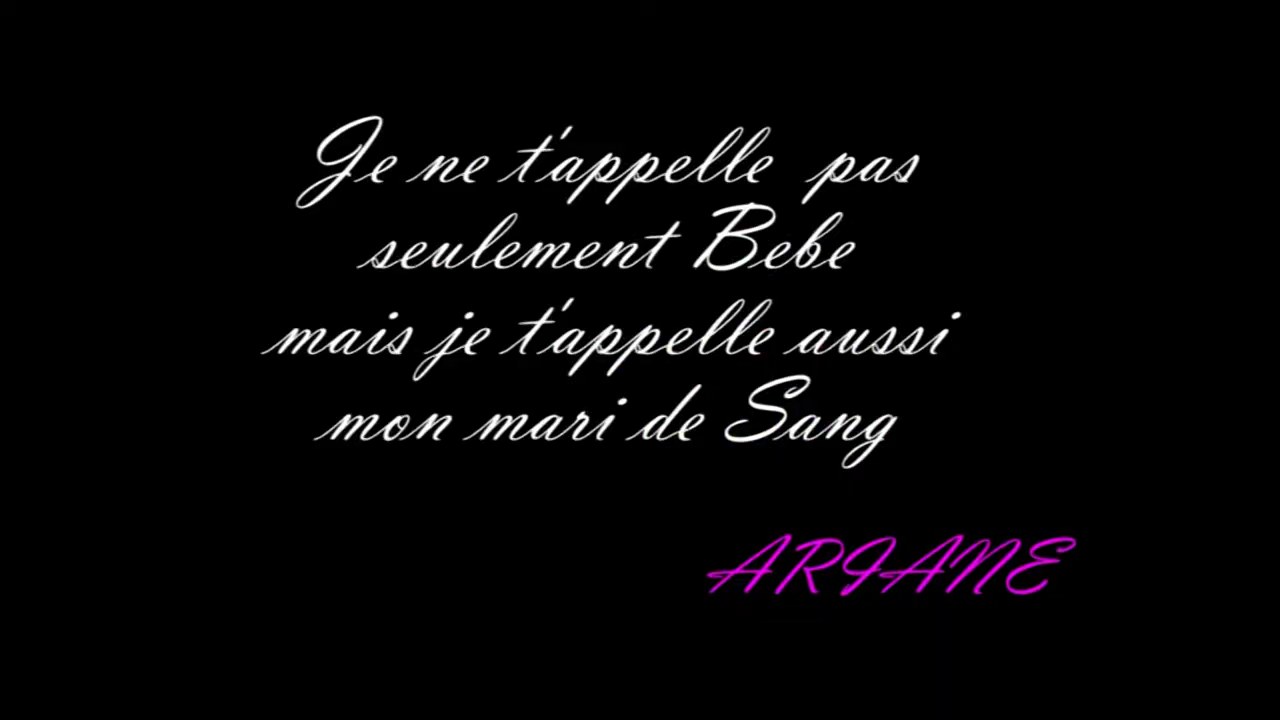 Je ne t'appelle pas
seulement Bebe
mais je t'appelle aussi
mon mari de Sang
ARIANE